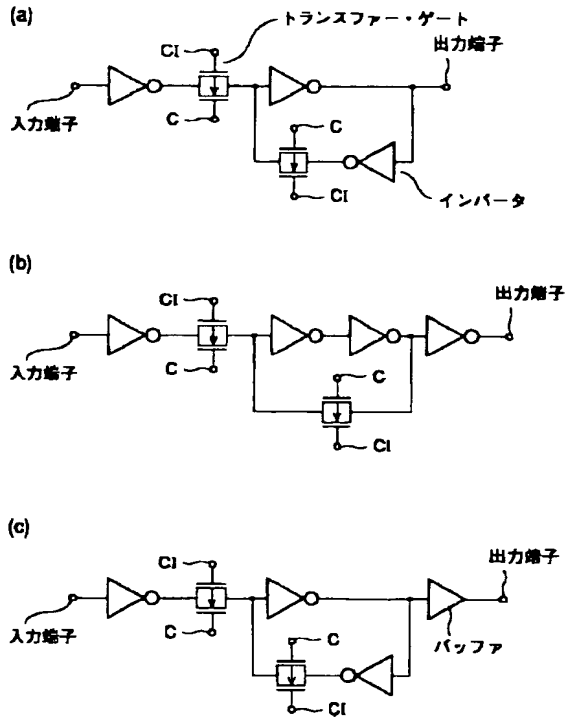 (a)
トランスファー・ゲート
CI
出力端子
C
入力端子
C
CI
インバータ
(b)
CI
出力端子
入力端子
C
C
CI
(c)
CI
出力端子
入力端子
C
C
バッファ
CI